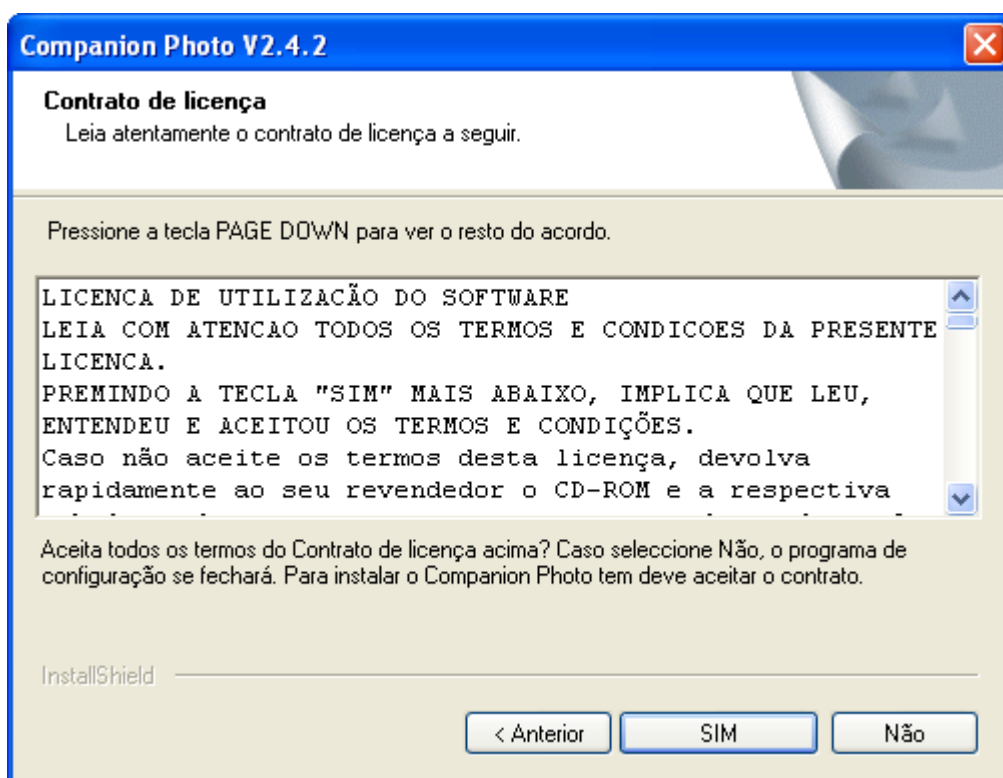 Companion Photo V2.4.2
Contrato de licença
Leia atentamente o contrato de licença a seguir.
Pressione a tecla PAGE DOWN para ver o resto do acordo.
LICENCA DE UTILIZACÃO DO SOFTWARE
LEIA COM ATENCAO TODOS OS TERMOS E CONDICOES DA PRESENTE
LICENCA.
PREMINDO A TECLA "SIM" MAIS ABAIXO, IMPLICA QUE LEU,
ENTENDEU E ACEITOU OS TERMOS E CONDIÇÕES.
Caso não aceite os termos desta licença, devolva
rapidamente ao seu revendedor o CD-ROM e a respectiva
Aceita todos os termos do Contrato de licença acima? Caso seleccione Não, o programa de
configuração se fechará. Para instalar o Companion Photo tem deve aceitar o contrato.
InstallShield
< Anterior
SIM
Não